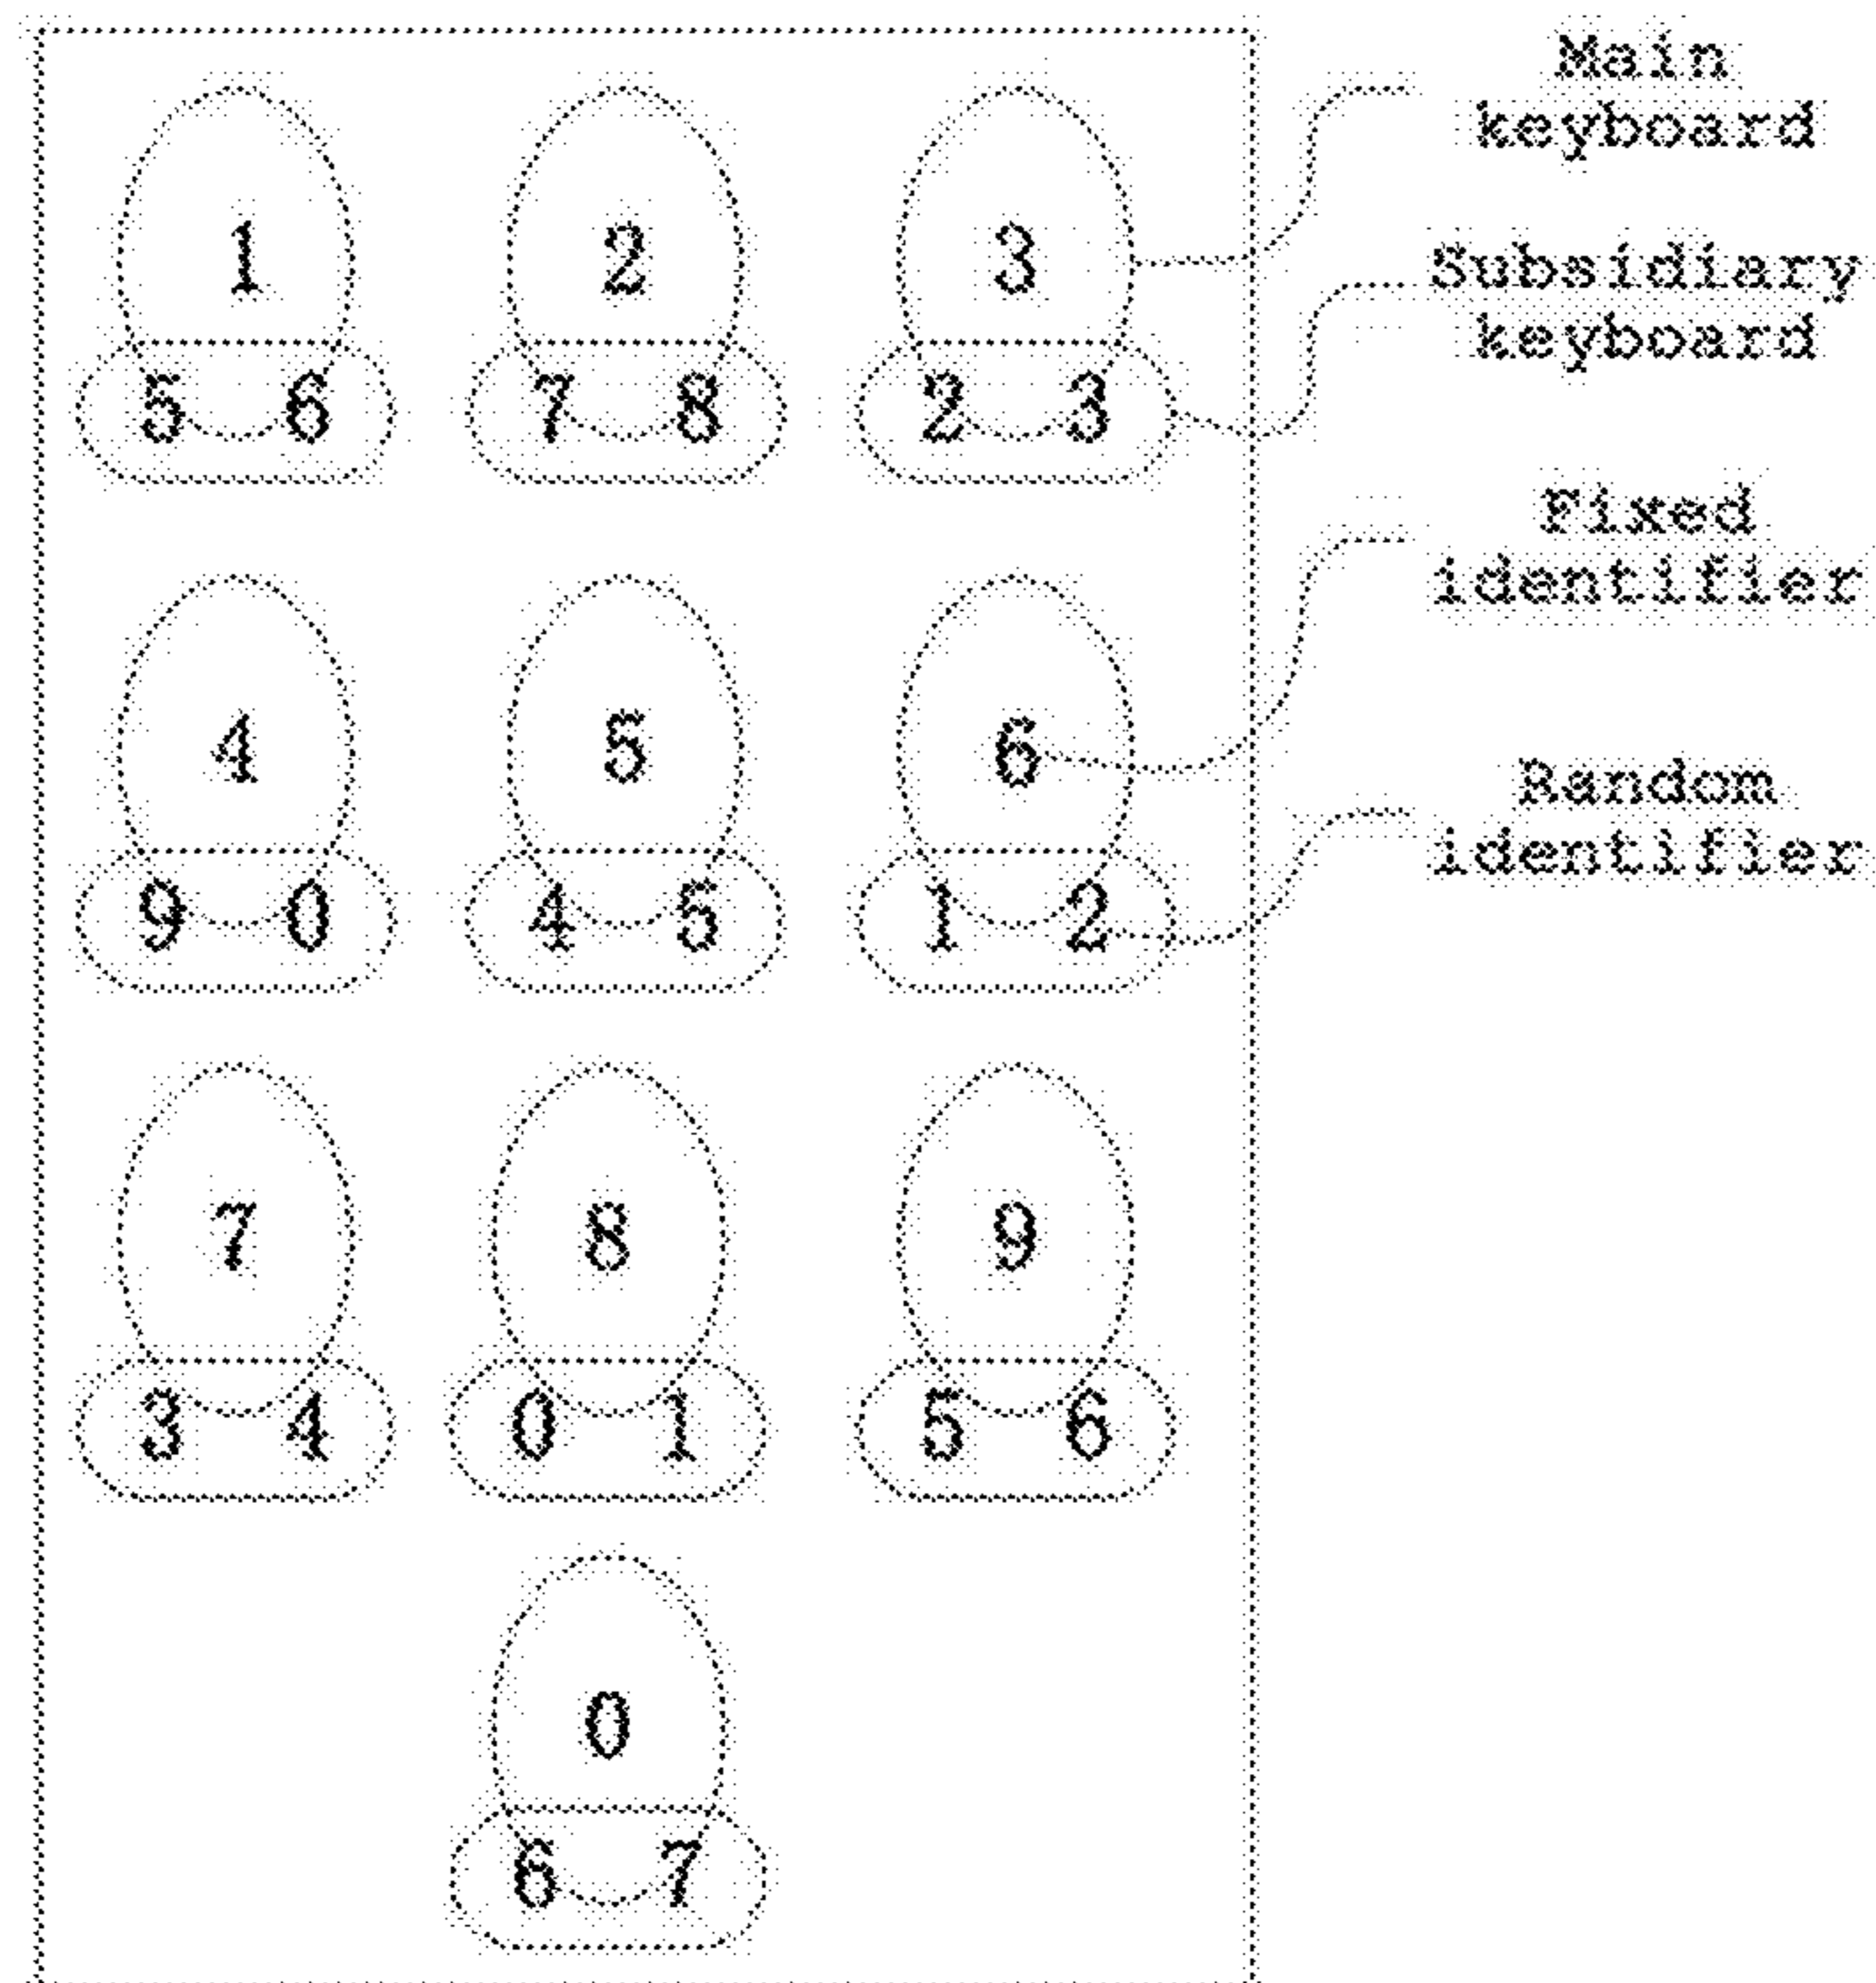 Main
keyboard
1 2 3
Subsidiary
keyboard
5 6 7 8 2 3
Fixed
identifier
4 5 6
Random
identifier
9 0 4 5 1 2
7 8 9
3 4 0 1 5 6
0
6 7